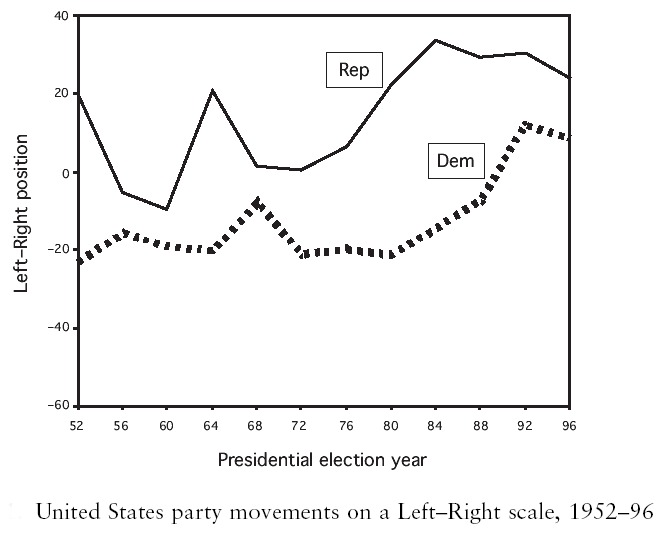 40
20
0
–20
–40
–60
Left–Right position
Rep
Dem
52 56 60 64 68 72 76 80 84 88 92 96
Presidential election year
United States party movements on a Left–Right scale, 1952–96